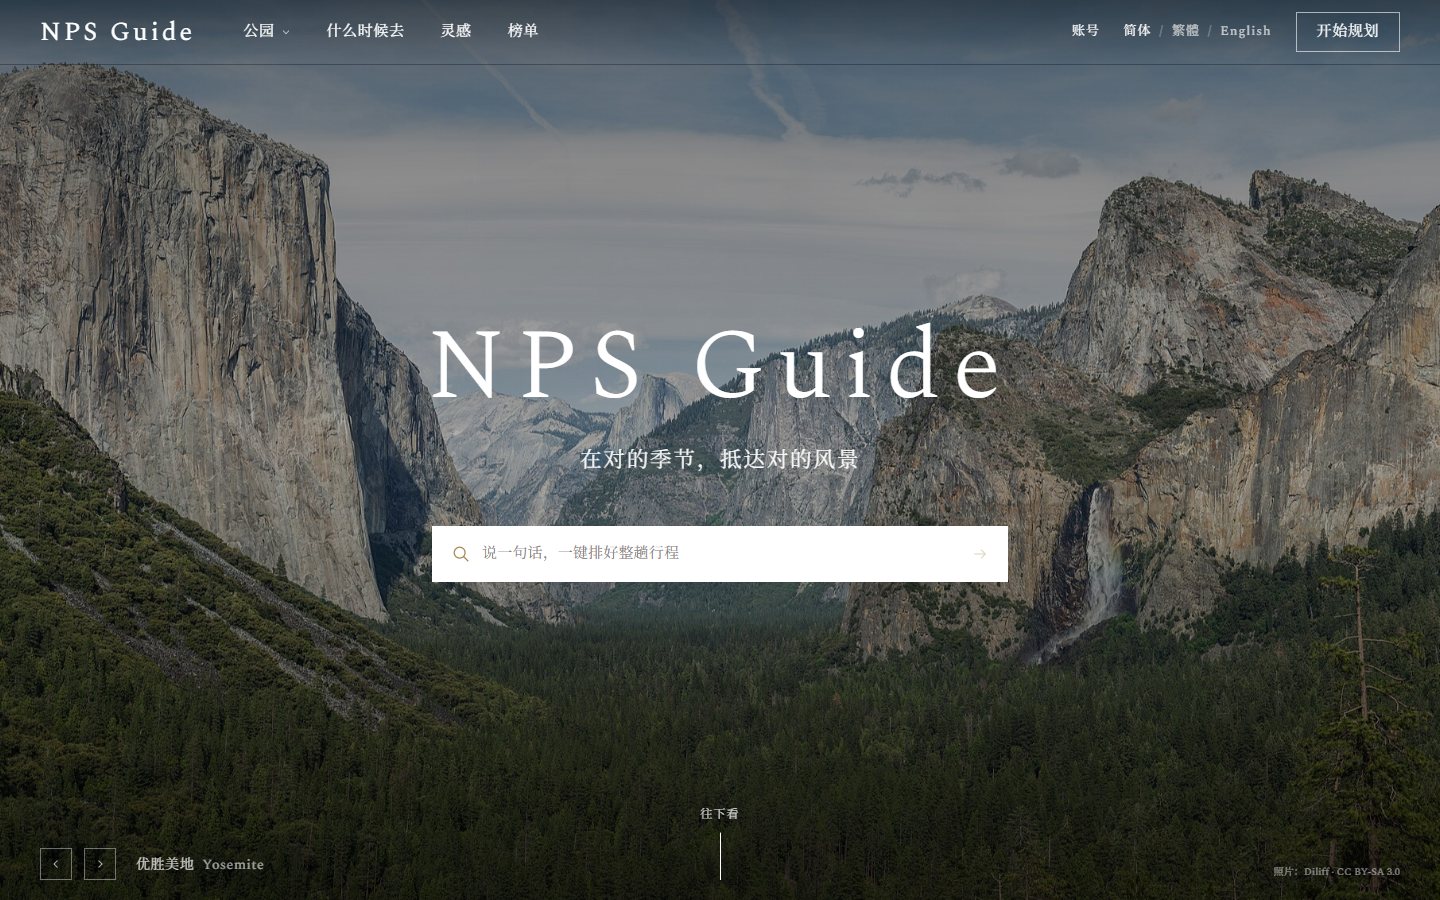 NPS Guide 公园 什么时候去 灵感 榜单 账号 简体 / 繁體 / English 开始规划
NPS Guide
在对的季节，抵达对的风景
说一句话，一键排好整趟行程
往下看
优胜美地 Yosemite
照片：Diliff · CC BY-SA 3.0